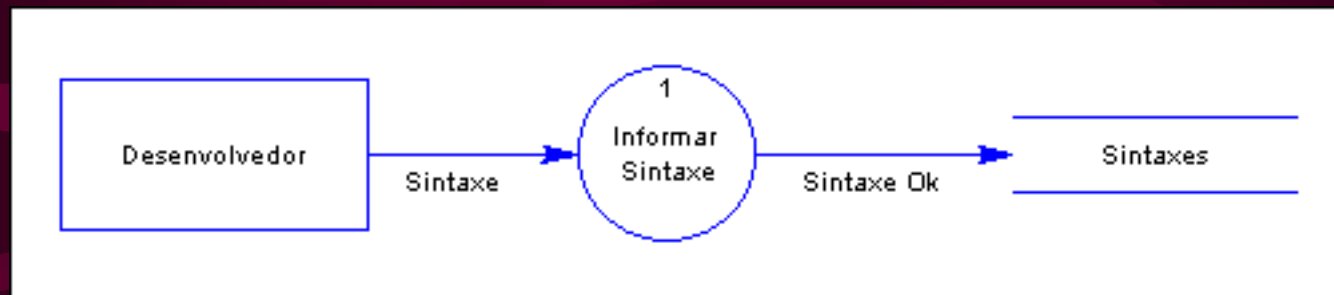 Desenvolvedor
Sintaxe
1
Informar
Sintaxe
Sintaxe Ok
Sintaxes